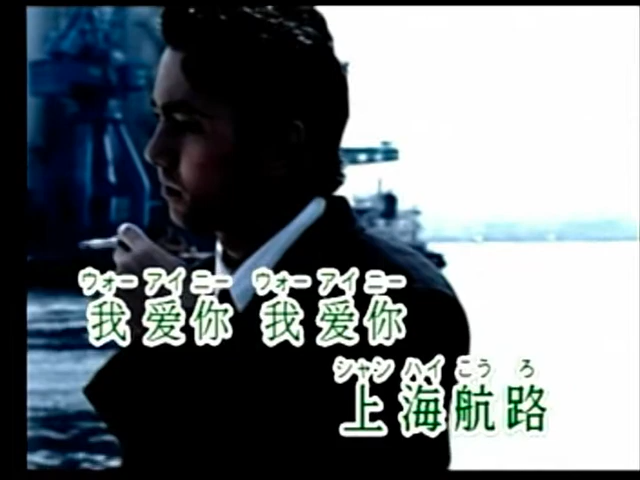 ウォー アイ ニー ウォー アイ ニー
我爱你 我爱你
シャン ハイ こう ろ
上海航路